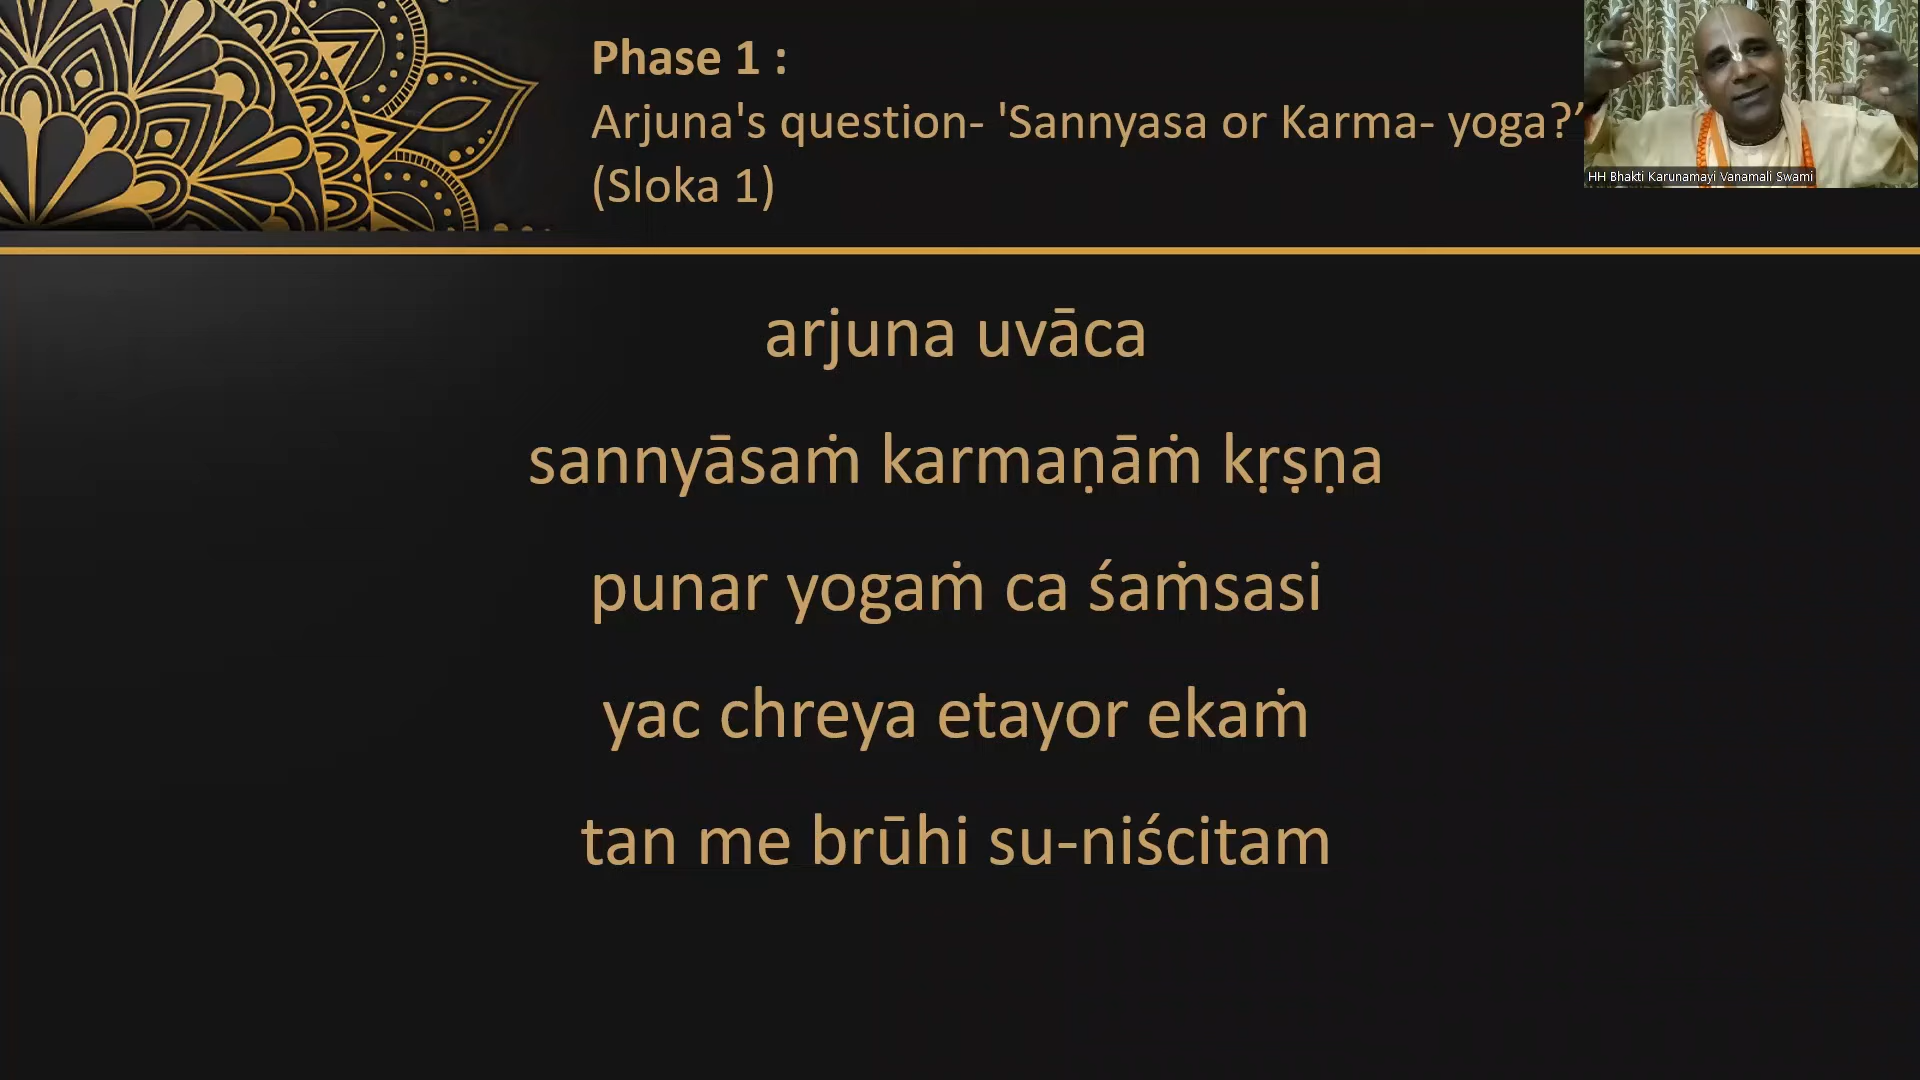 Phase 1 :
Arjuna's question- 'Sannyasa or Karma- yoga?’
(Sloka 1)
HH Bhakti Karunamayi Vanamali Swami
arjuna uvāca
sannyāsaṁ karmaṇāṁ kṛṣṇa
punar yogaṁ ca śaṁsasi
yac chreya etayor ekaṁ
tan me brūhi su-niścitam